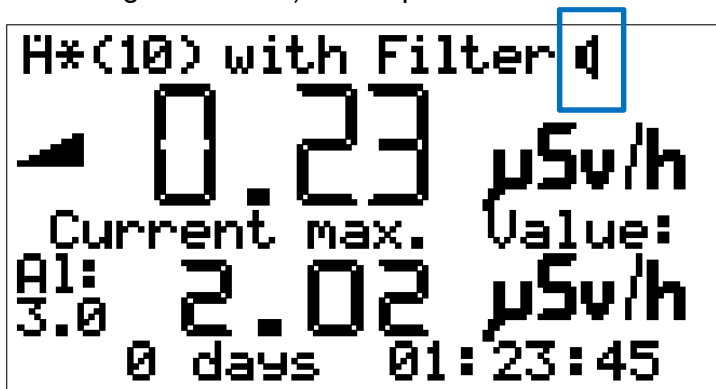 Ḧ*(10) with Filter
0.23 µSv/h
Current max. Value:
Al:
3.0
2.02 µSv/h
0 days 01:23:45